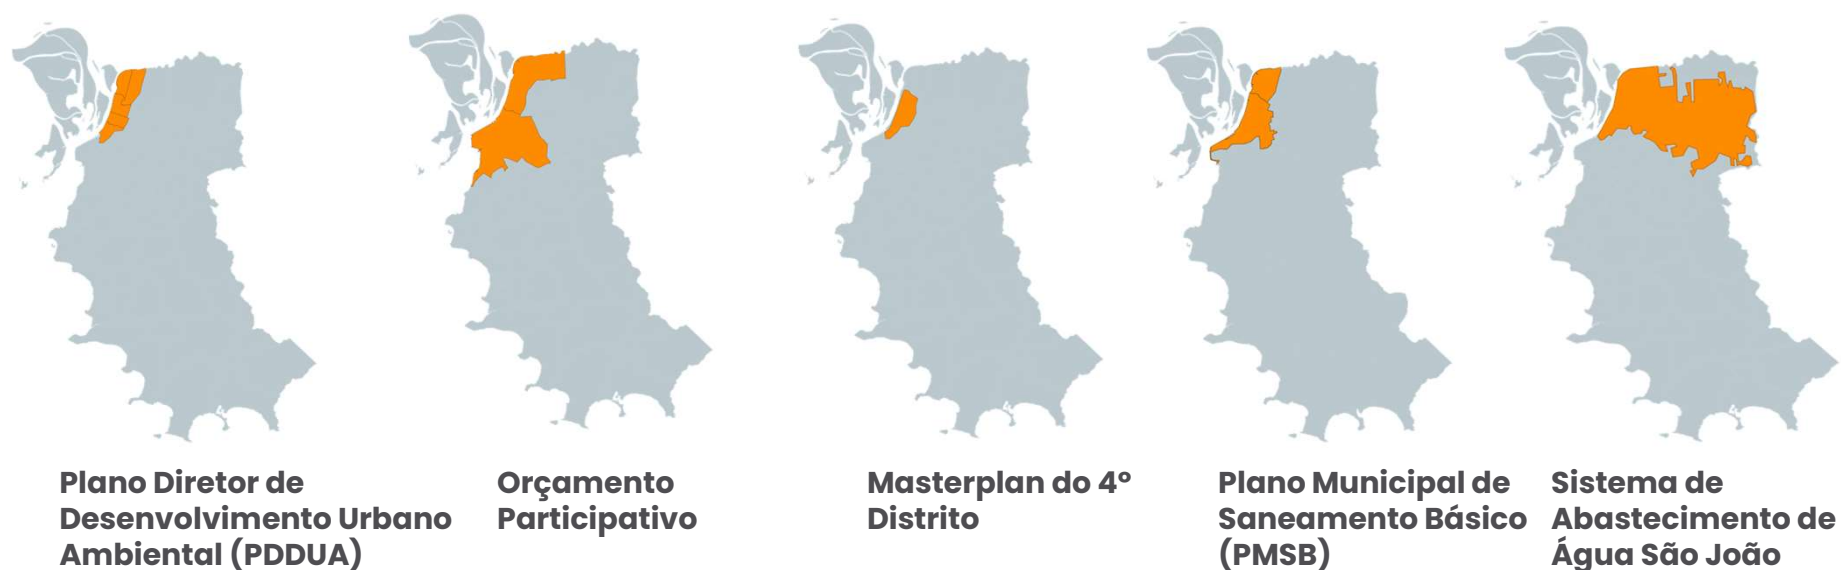 Plano Diretor de
Desenvolvimento Urbano
Ambiental (PDDUA)
Orçamento
Participativo
Masterplan do 4°
Distrito
Plano Municipal de
Saneamento Básico
(PMSB)
Sistema de
Abastecimento de
Água São João